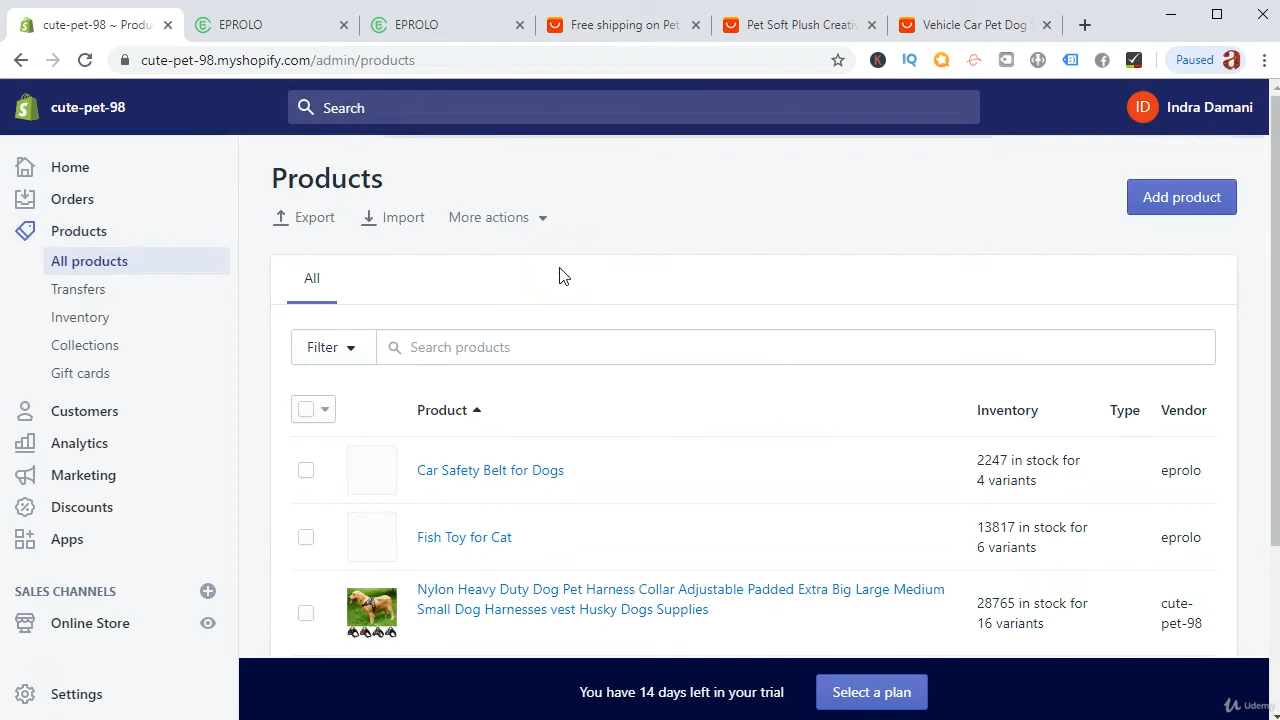 cute-pet-98 ~ Produ
EPROLO
EPROLO
Free shipping on Pet
Pet Soft Plush Creativ
Vehicle Car Pet Dog S
cute-pet-98.myshopify.com/admin/products
Paused
cute-pet-98
Search
ID
Indra Damani
Home
Orders
Products
All products
Transfers
Inventory
Collections
Gift cards
Customers
Analytics
Marketing
Discounts
Apps
SALES CHANNELS
Online Store
Settings
Products
Export
Import
More actions
Add product
All
Filter
Search products
Product
Inventory
Type
Vendor
Car Safety Belt for Dogs
2247 in stock for
4 variants
eprolo
Fish Toy for Cat
13817 in stock for
6 variants
eprolo
Nylon Heavy Duty Dog Pet Harness Collar Adjustable Padded Extra Big Large Medium
Small Dog Harnesses vest Husky Dogs Supplies
28765 in stock for
16 variants
cute-
pet-98
You have 14 days left in your trial
Select a plan
Udemy